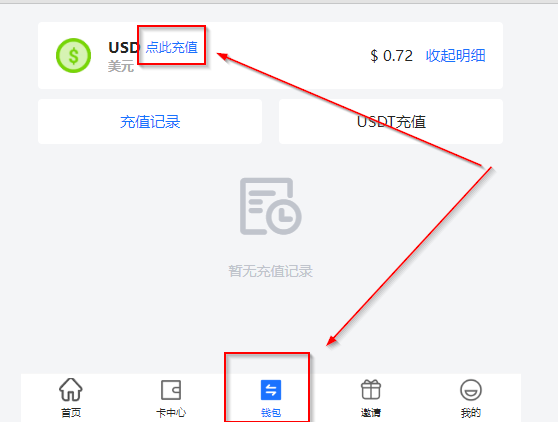 USD 点此充值
美元
$ 0.72 收起明细
充值记录
USDT充值
暂无充值记录
首页
卡中心
钱包
邀请
我的